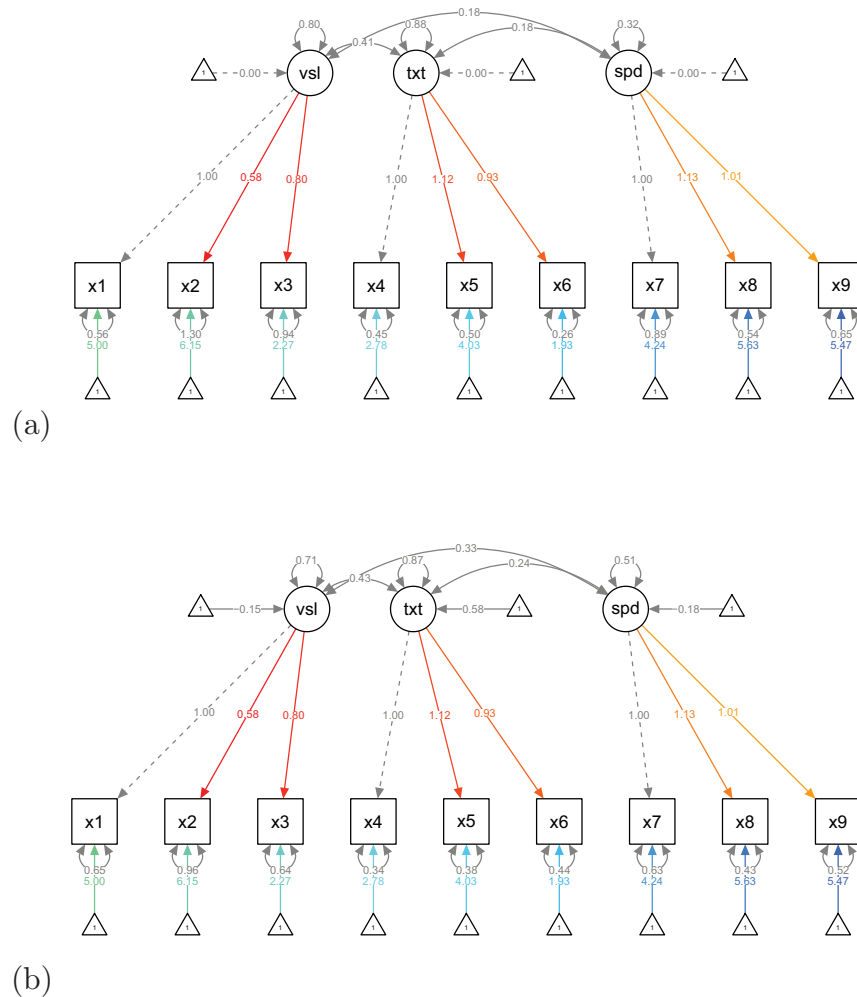 0.18
0.80 0.88 0.32
0.41 0.18
1 0.00 vsl txt 0.00 1 spd 0.00 1
1.00 0.58 0.80 1.00 1.12 0.93 1.00 1.13 1.01
x1 x2 x3 x4 x5 x6 x7 x8 x9
0.56 1.30 0.94 0.45 0.50 0.26 0.89 0.54 0.65
5.00 6.15 2.27 2.78 4.03 1.93 4.24 5.63 5.47
1 1 1 1 1 1 1 1 1
(a)
0.33
0.71 0.87 0.51
0.43 0.24
1 -0.15 vsl txt 0.58 1 spd -0.18 1
1.00 0.58 0.80 1.00 1.12 0.93 1.00 1.13 1.01
x1 x2 x3 x4 x5 x6 x7 x8 x9
0.65 0.96 0.64 0.34 0.38 0.44 0.63 0.43 0.52
5.00 6.15 2.27 2.78 4.03 1.93 4.24 5.63 5.47
1 1 1 1 1 1 1 1 1
(b)